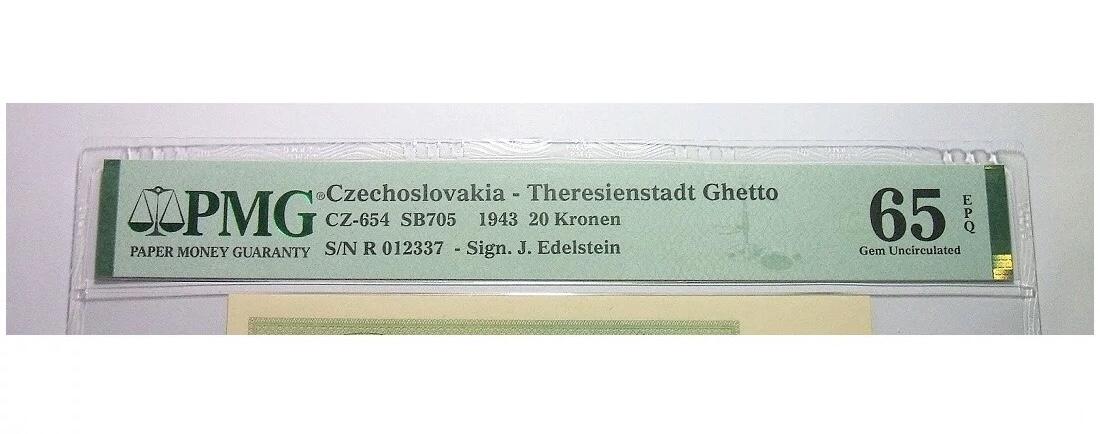 PMG®
PAPER MONEY GUARANTY
Czechoslovakia - Theresienstadt Ghetto
CZ-654 SB705 1943 20 Kronen
S/N R 012337 - Sign. J. Edelstein
65
EPQ
Gem Uncirculated